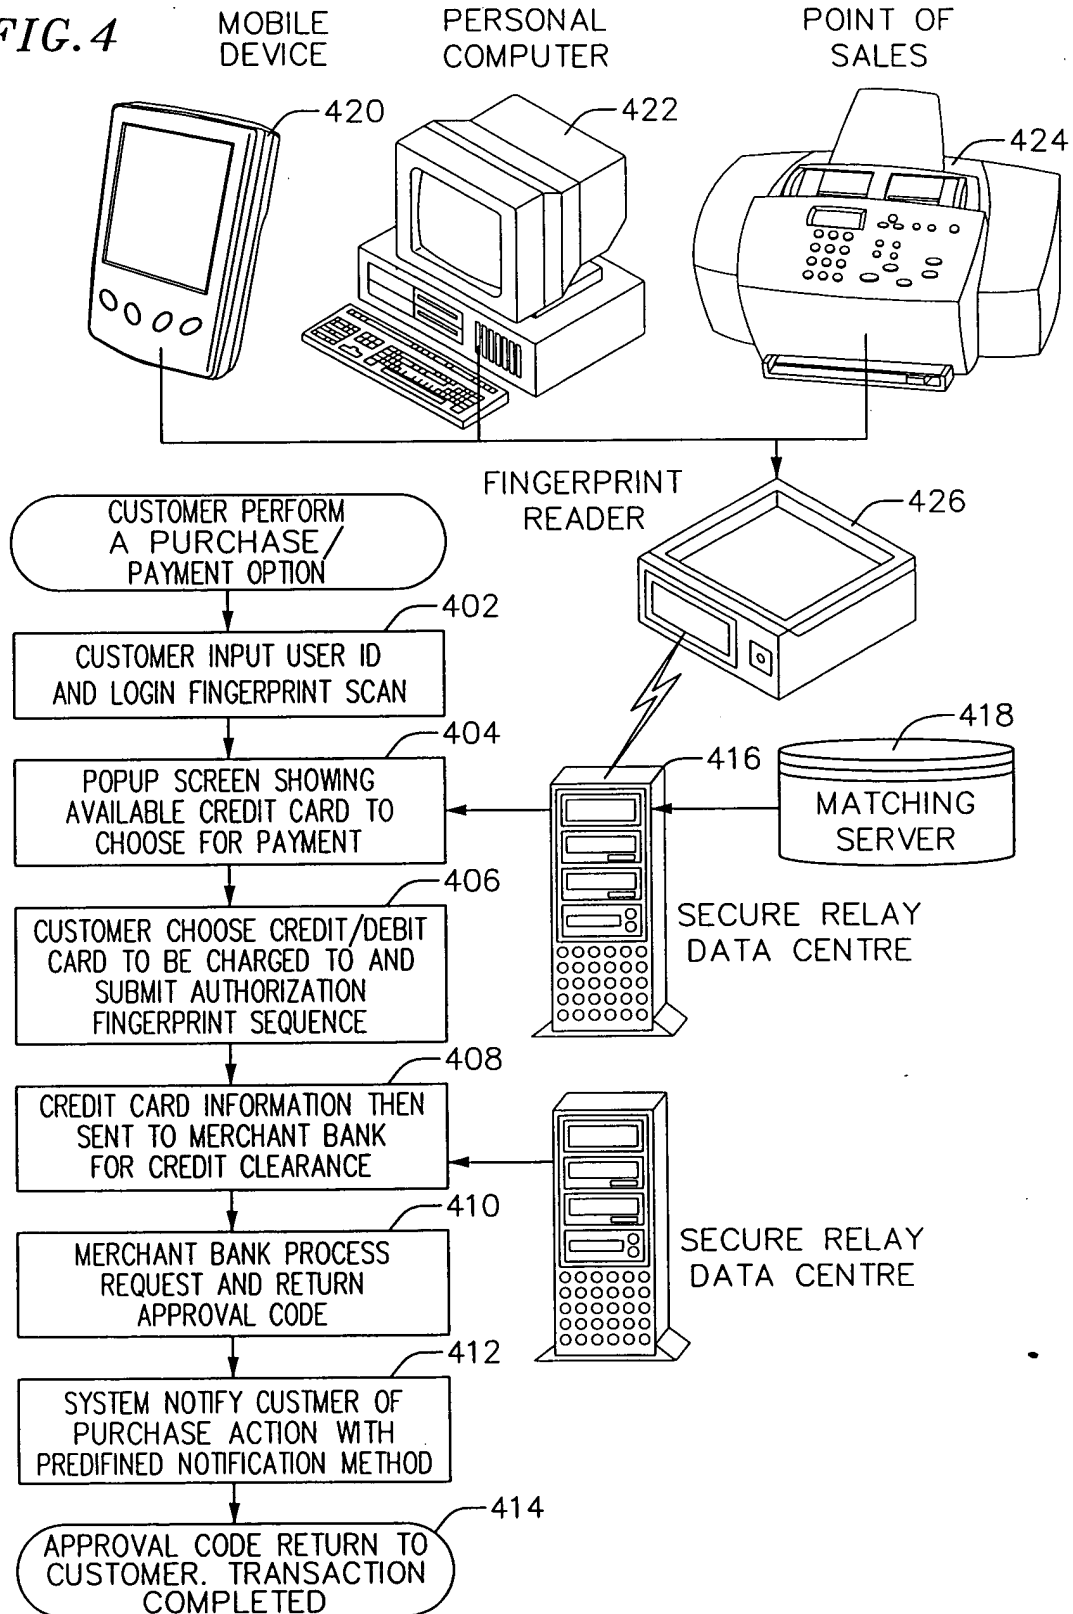 FIG. 4
MOBILE
DEVICE
PERSONAL
COMPUTER
POINT OF
SALES
420
422
424
FINGERPRINT
READER
426
CUSTOMER PERFORM
A PURCHASE/
PAYMENT OPTION
402
CUSTOMER INPUT USER ID
AND LOGIN FINGERPRINT SCAN
404
POPUP SCREEN SHOWING
AVAILABLE CREDIT CARD TO
CHOOSE FOR PAYMENT
416
418
MATCHING
SERVER
SECURE RELAY
DATA CENTRE
406
CUSTOMER CHOOSE CREDIT/DEBIT
CARD TO BE CHARGED TO AND
SUBMIT AUTHORIZATION
FINGERPRINT SEQUENCE
408
CREDIT CARD INFORMATION THEN
SENT TO MERCHANT BANK
FOR CREDIT CLEARANCE
SECURE RELAY
DATA CENTRE
410
MERCHANT BANK PROCESS
REQUEST AND RETURN
APPROVAL CODE
412
SYSTEM NOTIFY CUSTMER OF
PURCHASE ACTION WITH
PREDIFINED NOTIFICATION METHOD
414
APPROVAL CODE RETURN TO
CUSTOMER. TRANSACTION
COMPLETED